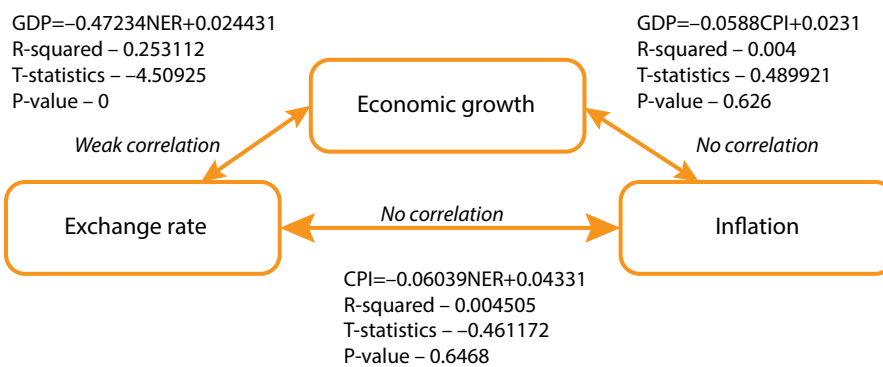 GDP=–0.47234NER+0.024431
R-squared – 0.253112
T-statistics – –4.50925
P-value – 0
GDP=–0.0588CPI+0.0231
R-squared – 0.004
T-statistics – 0.489921
P-value – 0.626
Economic growth
Weak correlation
No correlation
Exchange rate
No correlation
Inflation
CPI=–0.06039NER+0.04331
R-squared – 0.004505
T-statistics – –0.461172
P-value – 0.6468